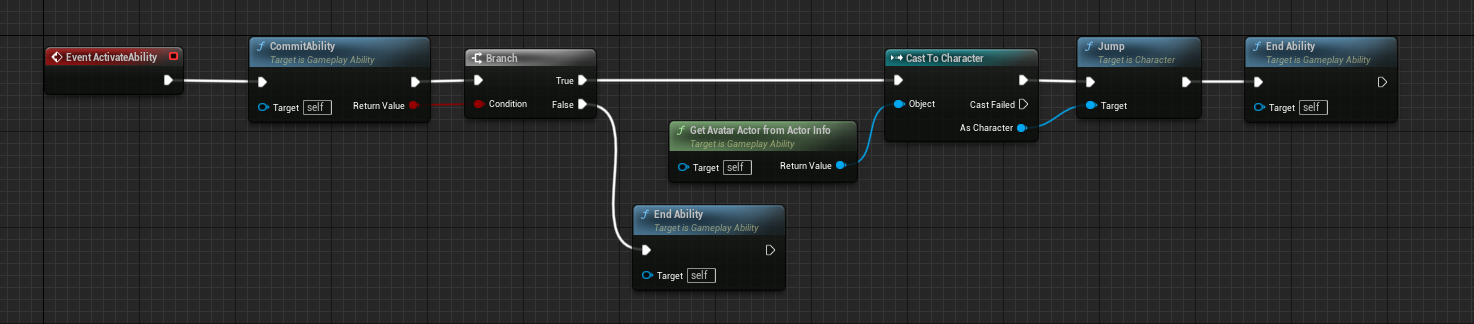 Event ActivateAbility
f CommitAbility
Target is Gameplay Ability
Target self
Return Value
Branch
True
Condition
False
f Get Avatar Actor from Actor Info
Target is Gameplay Ability
Target self
Return Value
f End Ability
Target is Gameplay Ability
Target self
Cast To Character
Object
Cast Failed
As Character
f Jump
Target is Character
Target
f End Ability
Target is Gameplay Ability
Target self